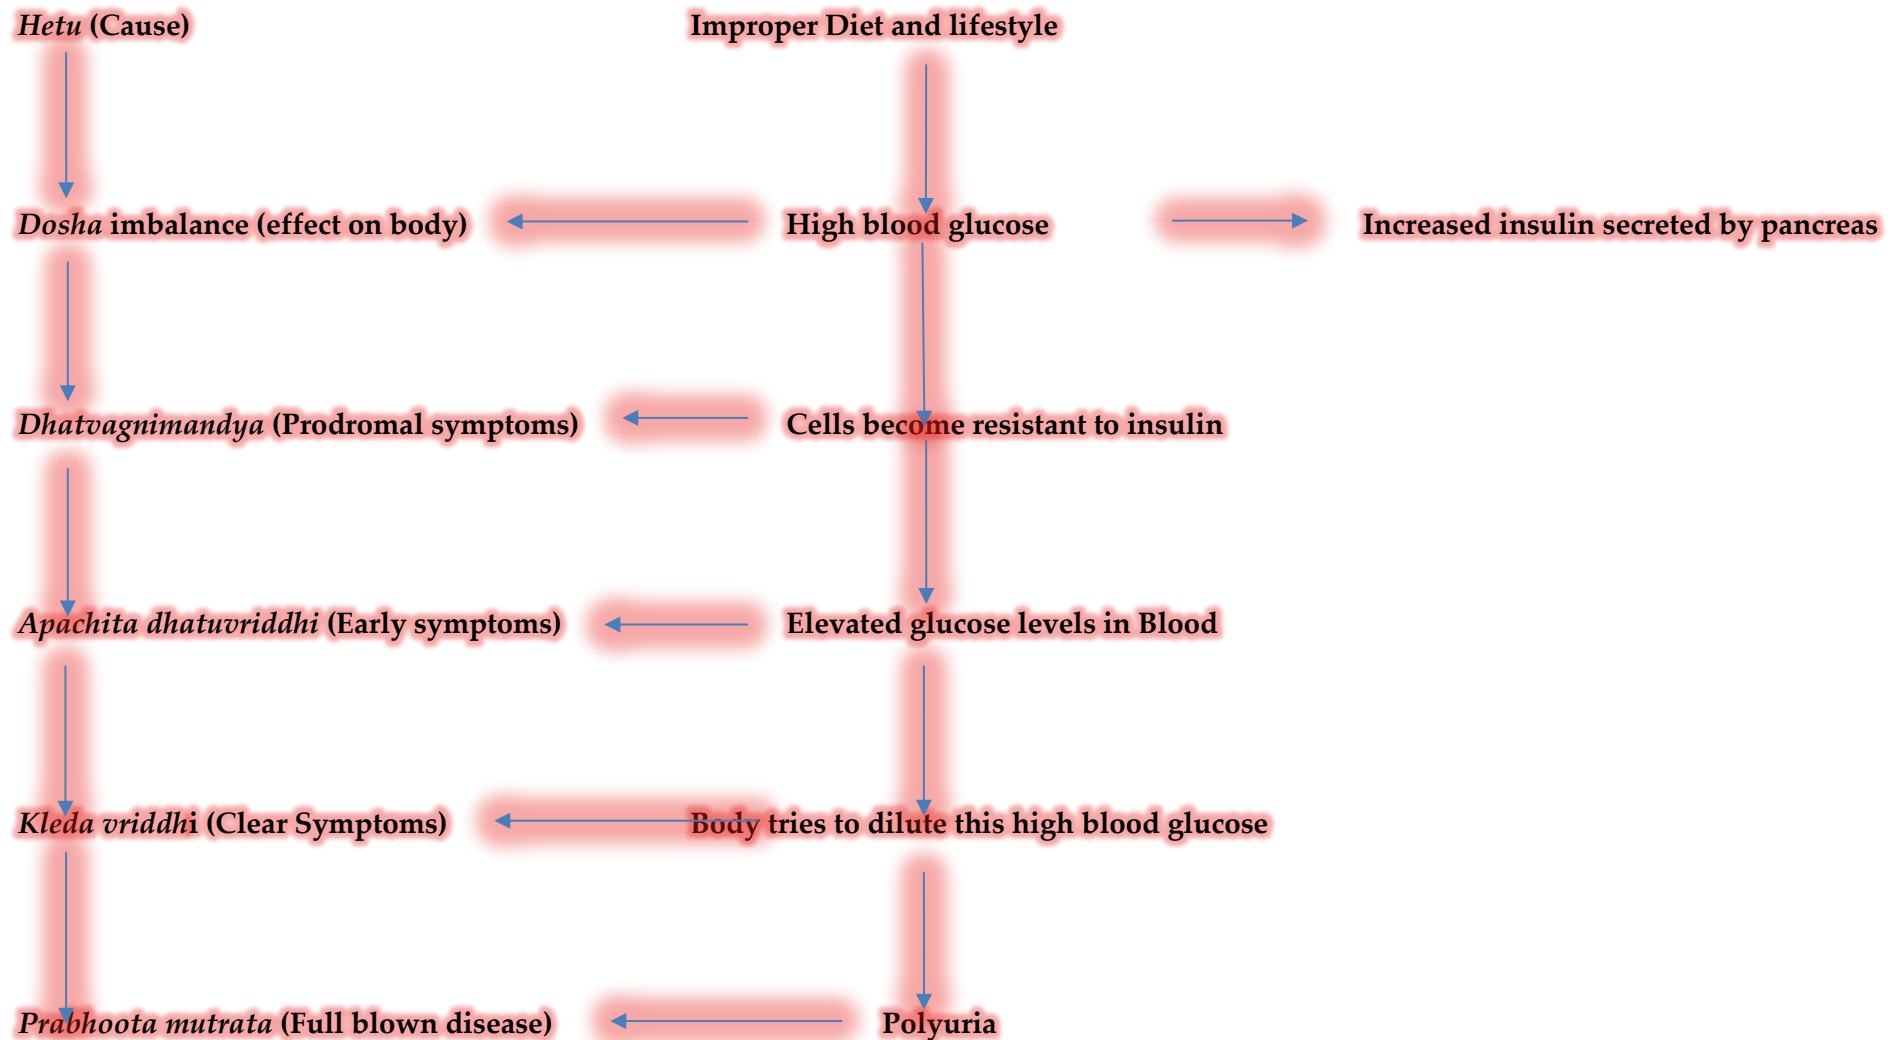 Hetu (Cause) Improper Diet and lifestyle
Dosha imbalance (effect on body) High blood glucose Increased insulin secreted by pancreas
Dhatvagnimandya (Prodromal symptoms) Cells become resistant to insulin
Apachita dhatuvriddhi (Early symptoms) Elevated glucose levels in Blood
Kleda vriddhi (Clear Symptoms) Body tries to dilute this high blood glucose
Prabhoota mutrata (Full blown disease) Polyuria